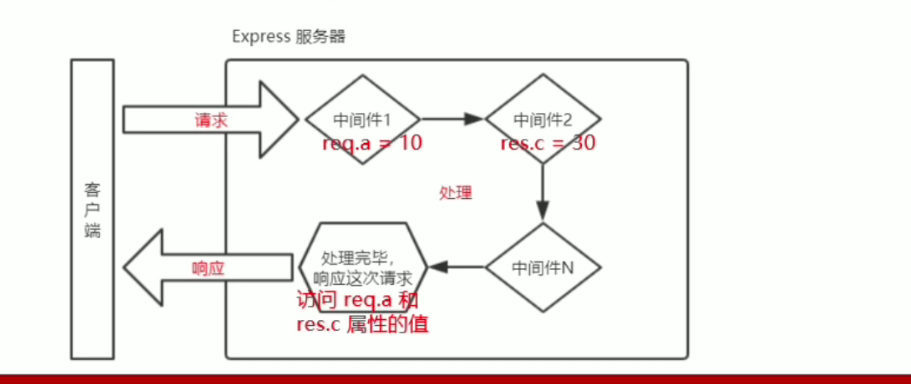 Express 服务器
请求
中间件1
req.a = 10
中间件2
res.c = 30
客
户
端
处理
响应
处理完毕，
响应这次请求
访问 req.a 和
res.c 属性的值
中间件N